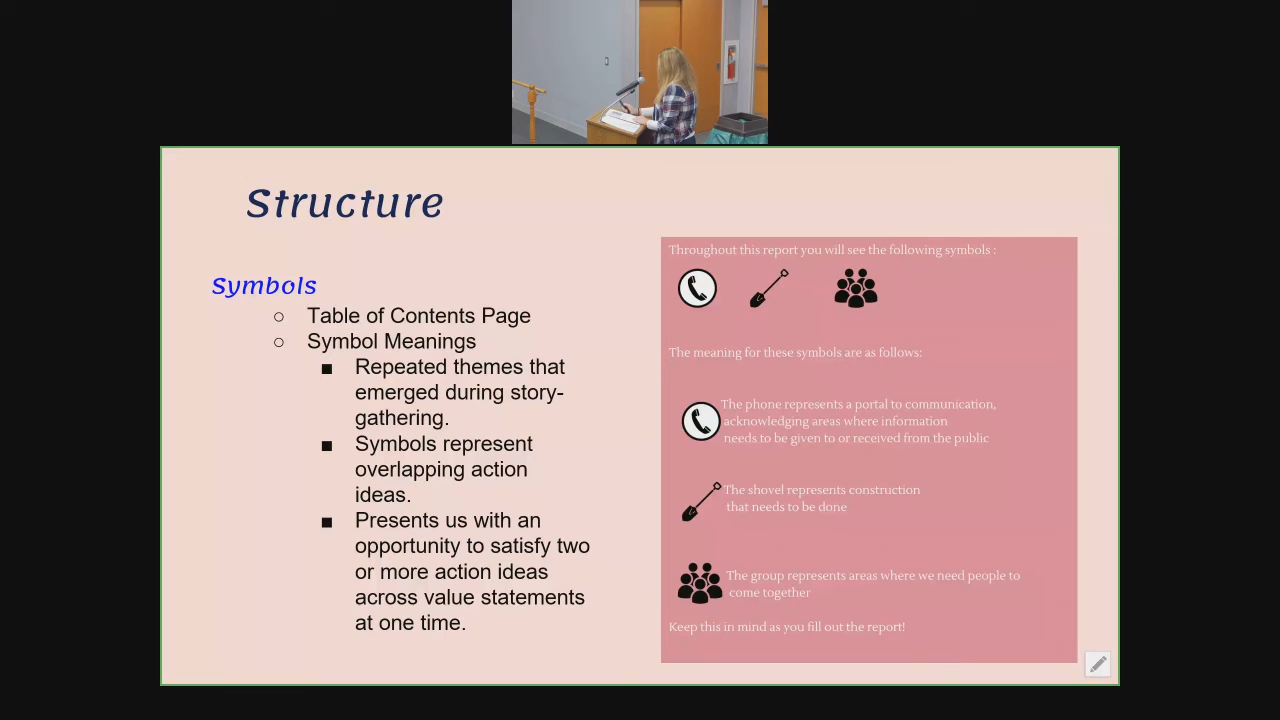 Structure
Symbols
○ Table of Contents Page
○ Symbol Meanings
■ Repeated themes that
emerged during story-
gathering.
■ Symbols represent
overlapping action
ideas.
■ Presents us with an
opportunity to satisfy two
or more action ideas
across value statements
at one time.
Throughout this report you will see the following symbols :
The meaning for these symbols are as follows:
The phone represents a portal to communication,
acknowledging areas where information
needs to be given to or received from the public
The shovel represents construction
that needs to be done
The group represents areas where we need people to
come together
Keep this in mind as you fill out the report!